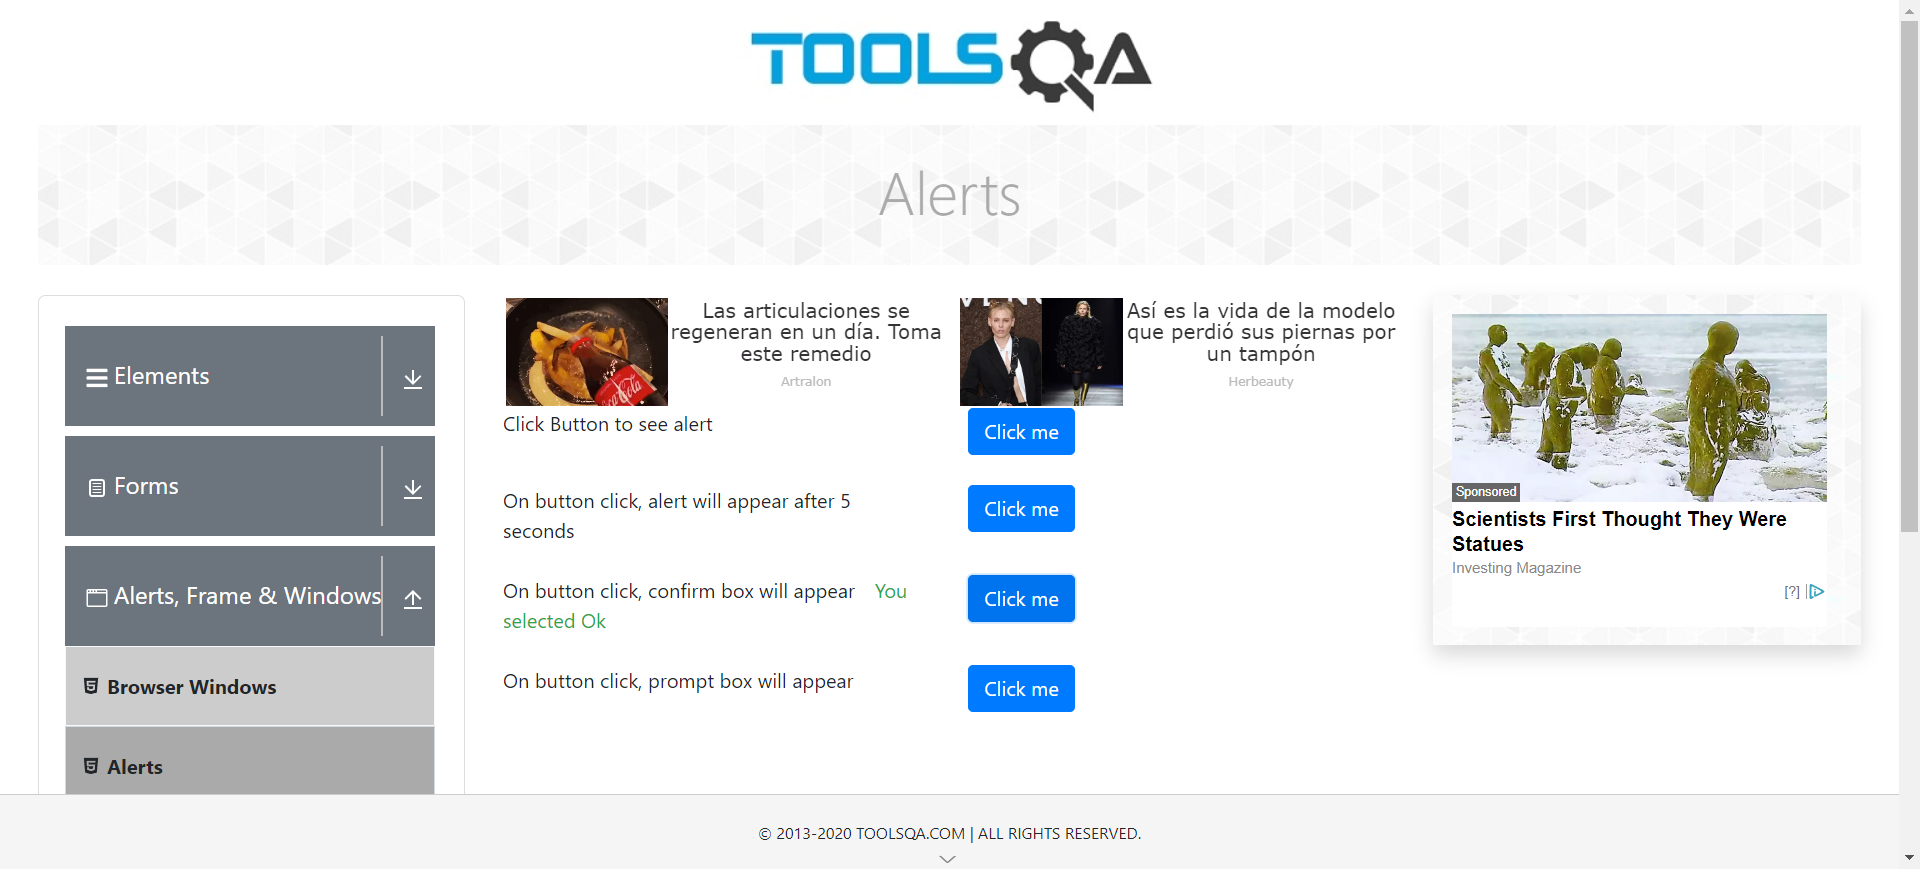 TOOLSQA
Alerts
Elements
Forms
Alerts, Frame & Windows
Browser Windows
Alerts
Las articulaciones se
regeneran en un día. Toma
este remedio
Artralon
Así es la vida de la modelo
que perdió sus piernas por
un tampón
Herbeauty
Click Button to see alert
Click me
On button click, alert will appear after 5
seconds
Click me
On button click, confirm box will appear You
selected Ok
Click me
On button click, prompt box will appear
Click me
Coca-Cola
Sponsored
Scientists First Thought They Were
Statues
Investing Magazine
[?]
© 2013-2020 TOOLSQA.COM | ALL RIGHTS RESERVED.